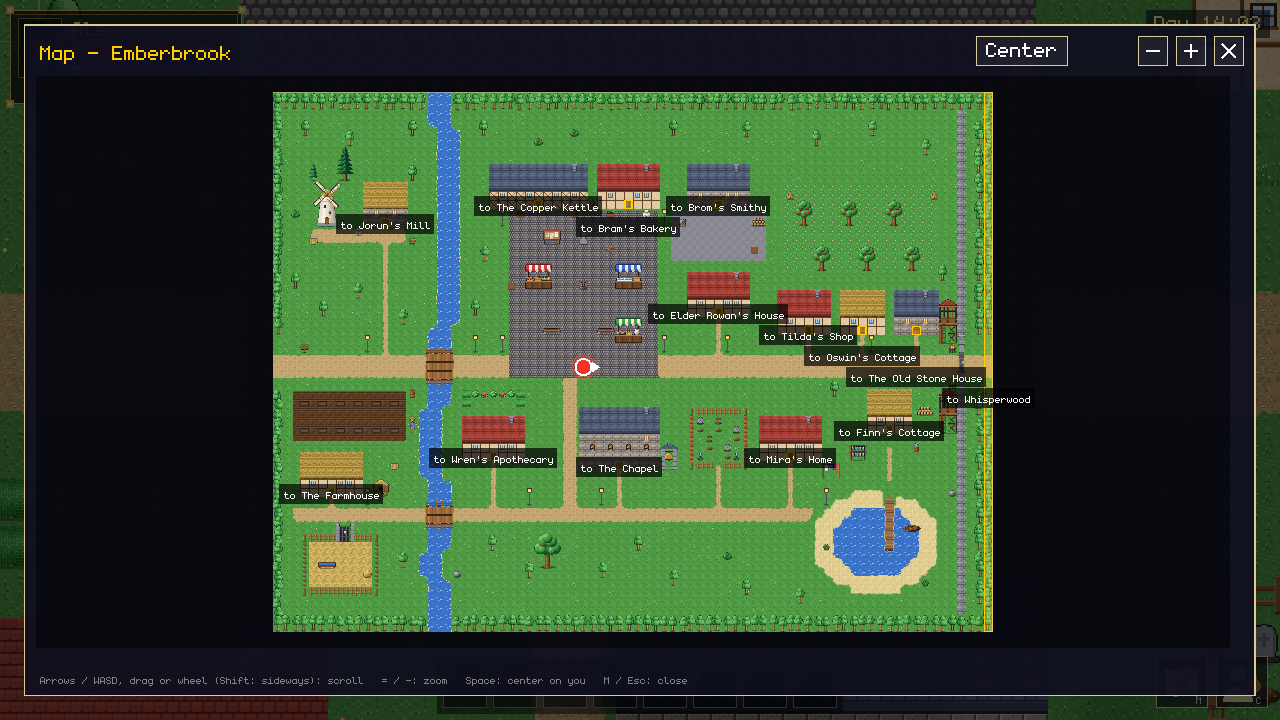 Map - Emberbrook
Center
to The Copper Kettle
to Brom's Smithy
to Jorun's Mill
to Bram's Bakery
to Elder Rowan's House
to Tilda's Shop
to Oswin's Cottage
to The Old Stone House
to Whisperwood
to Finn's Cottage
to Wren's Apothecary
to Mira's Home
to The Chapel
to The Farmhouse
Arrows / WASD, drag or wheel (Shift: sideways): scroll = / -: zoom Space: center on you M / Esc: close
M
C